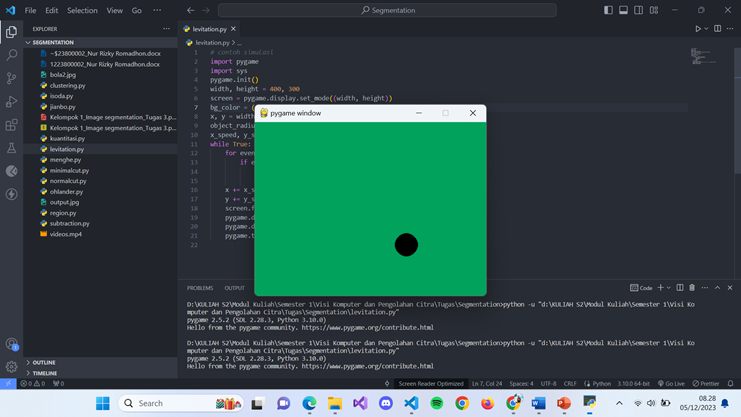 File Edit Selection View Go ···
Segmentation
EXPLORER ···
levitation.py
SEGMENTATION
levitation.py > ...
~$23800002_Nur Rizky Romadhon.docx
1223800002_Nur Rizky Romadhon.docx
bola2.jpg
clustering.py
isoda.py
jianbo.py
Kelompok 1_Image segmentation_Tugas 3.p...
Kelompok 1_Image segmentation_Tugas 3.p...
kuantitasi.py
levitation.py
menghe.py
minimalcut.py
normalcut.py
ohlander.py
output.jpg
region.py
subtraction.py
videos.mp4
OUTLINE
TIMELINE
1 # contoh simulasi
2 import pygame
3 import sys
4 pygame.init()
5 width, height = 400, 300
6 screen = pygame.display.set_mode((width, height))
7 bg_color = (
8 x, y = width
9 object_radiu
10 x_speed, y_s
11 while True:
12 for even
13 if e
14
15
16 x += x_s
17 y += y_s
18 screen.f
19 pygame.d
20 pygame.d
21 pygame.t
22
pygame window
PROBLEMS OUTPUT
Code
D:\KULIAH S2\Modul Kuliah\Semester 1\Visi Komputer dan Pengolahan Citra\Tugas\Segmentation>python -u "d:\KULIAH S2\Modul Kuliah\Semester 1\Visi Ko
mputer dan Pengolahan Citra\Tugas\Segmentation\levitation.py"
pygame 2.5.2 (SDL 2.28.3, Python 3.10.0)
Hello from the pygame community. https://www.pygame.org/contribute.html
D:\KULIAH S2\Modul Kuliah\Semester 1\Visi Komputer dan Pengolahan Citra\Tugas\Segmentation>python -u "d:\KULIAH S2\Modul Kuliah\Semester 1\Visi Ko
mputer dan Pengolahan Citra\Tugas\Segmentation\levitation.py"
pygame 2.5.2 (SDL 2.28.3, Python 3.10.0)
Hello from the pygame community. https://www.pygame.org/contribute.html
0 0 0 Screen Reader Optimized Ln 7, Col 24 Spaces: 4 UTF-8 CRLF Python 3.10.0 64-bit Go Live Prettier
Search
08.28
05/12/2023